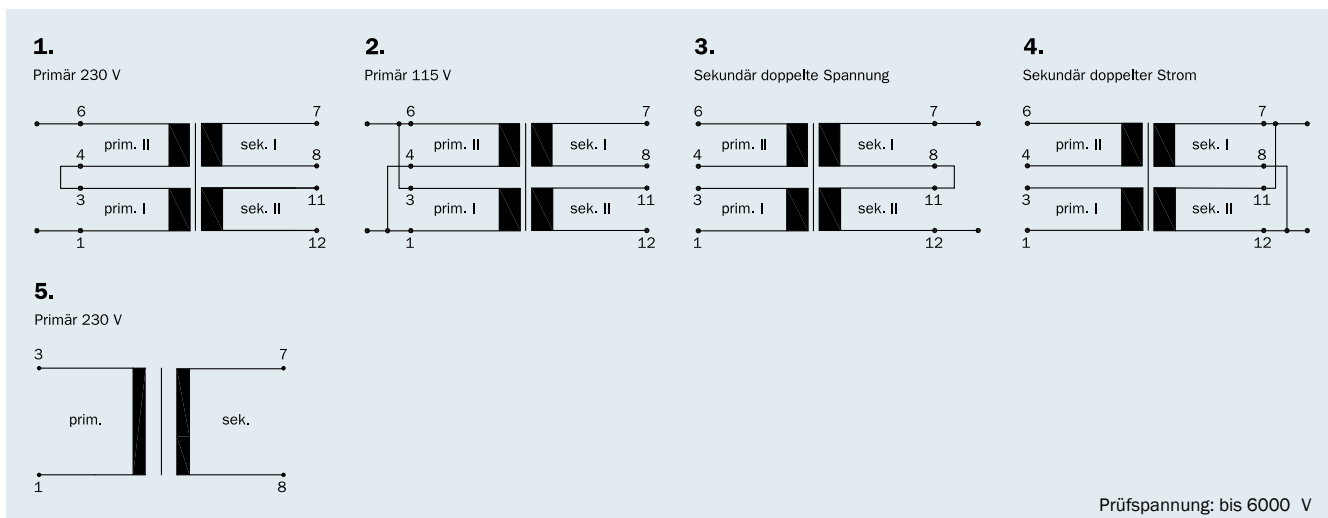 1.
Primär 230 V
6
7
prim. II
sek. I
4
8
3
11
prim. I
sek. II
1
12
2.
Primär 115 V
6
7
prim. II
sek. I
4
8
3
11
prim. I
sek. II
1
12
3.
Sekundär doppelte Spannung
6
7
prim. II
sek. I
4
8
3
11
prim. I
sek. II
1
12
4.
Sekundär doppelter Strom
6
7
prim. II
sek. I
4
8
3
11
prim. I
sek. II
1
12
5.
Primär 230 V
3
7
prim.
sek.
1
8
Prüfspannung: bis 6000 V